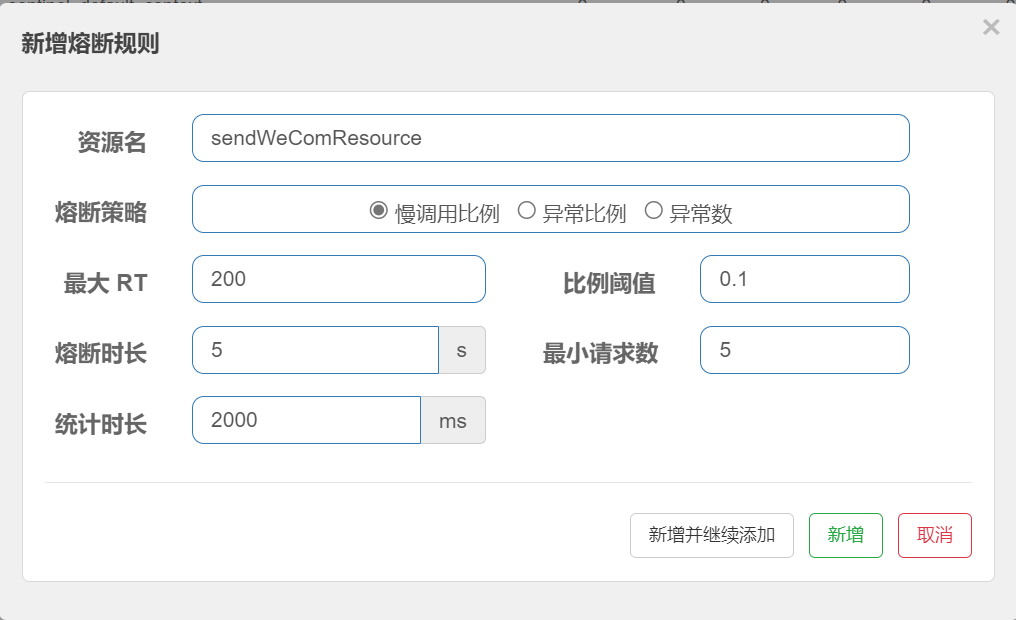 新增熔断规则
×
资源名 sendWeComResource
熔断策略 慢调用比例 异常比例 异常数
最大 RT 200 比例阈值 0.1
熔断时长 5 s 最小请求数 5
统计时长 2000 ms
新增并继续添加 新增 取消